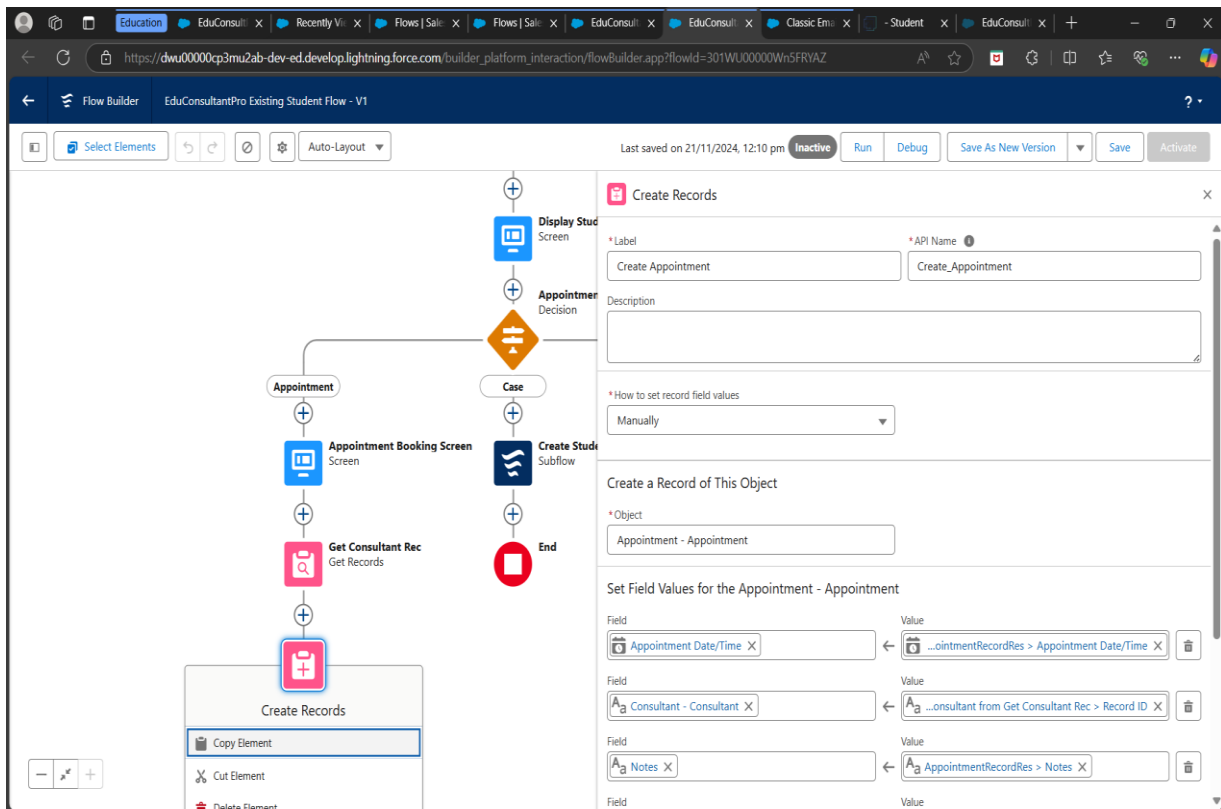 Education
EduConsult
Recently Vie
Flows | Sale
Flows | Sale
EduConsult
EduConsult
Classic Ema
- Student
EduConsult
https://dwu00000cp3mu2ab-dev-ed.develop.lightning.force.com/builder_platform_interaction/flowBuilder.app?flowId=301WU00000Wn5FRYAZ
Flow Builder EduConsultantPro Existing Student Flow - V1
Select Elements Auto-Layout Last saved on 21/11/2024, 12:10 pm Inactive Run Debug Save As New Version Save Activate
Display Stud
Screen
Appointmen
Decision
Appointment
Case
Appointment Booking Screen
Screen
Create Stude
Subflow
Get Consultant Rec
Get Records
End
Create Records
Copy Element
Cut Element
Delete Element
Create Records
*Label
Create Appointment
*API Name
Create_Appointment
Description
*How to set record field values
Manually
Create a Record of This Object
*Object
Appointment - Appointment
Set Field Values for the Appointment - Appointment
Field Value
Appointment Date/Time ...ointmentRecordRes > Appointment Date/Time
Field Value
Consultant - Consultant ...onsultant from Get Consultant Rec > Record ID
Field Value
Notes AppointmentRecordRes > Notes
Field Value